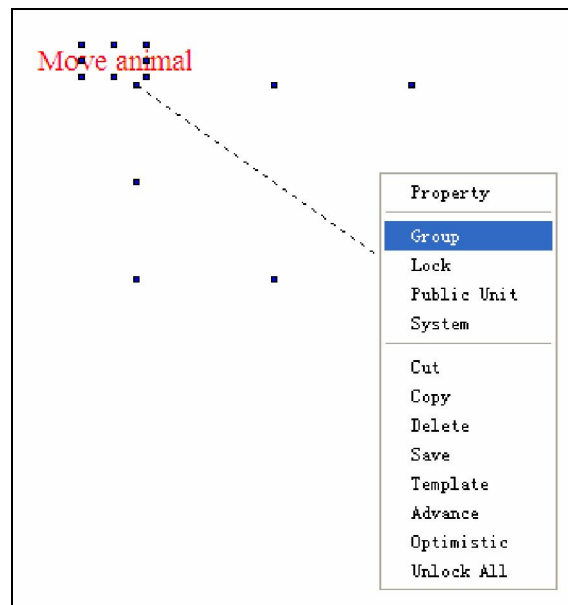 Move animal
Property
Group
Lock
Public Unit
System
Cut
Copy
Delete
Save
Template
Advance
Optimistic
Unlock All